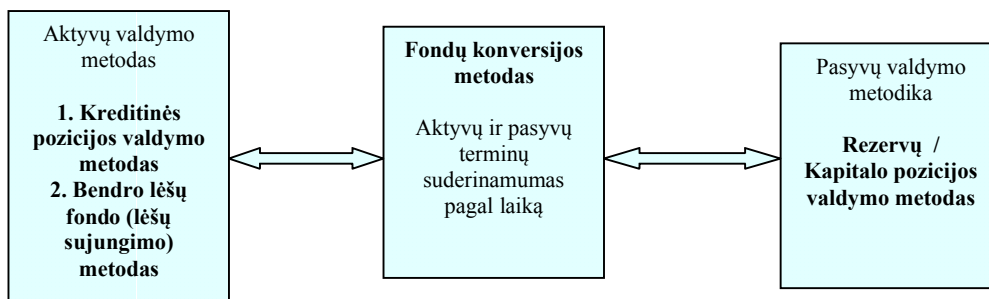 Aktyvų valdymo
metodas
1. Kreditinės
pozicijos valdymo
metodas
2. Bendro lėšų
fondo (lėšų
sujungimo)
metodas
Fondų konversijos
metodas
Aktyvų ir pasyvų
terminų
suderinamumas
pagal laiką
Pasyvų valdymo
metodika
Rezervų /
Kapitalo pozicijos
valdymo metodas